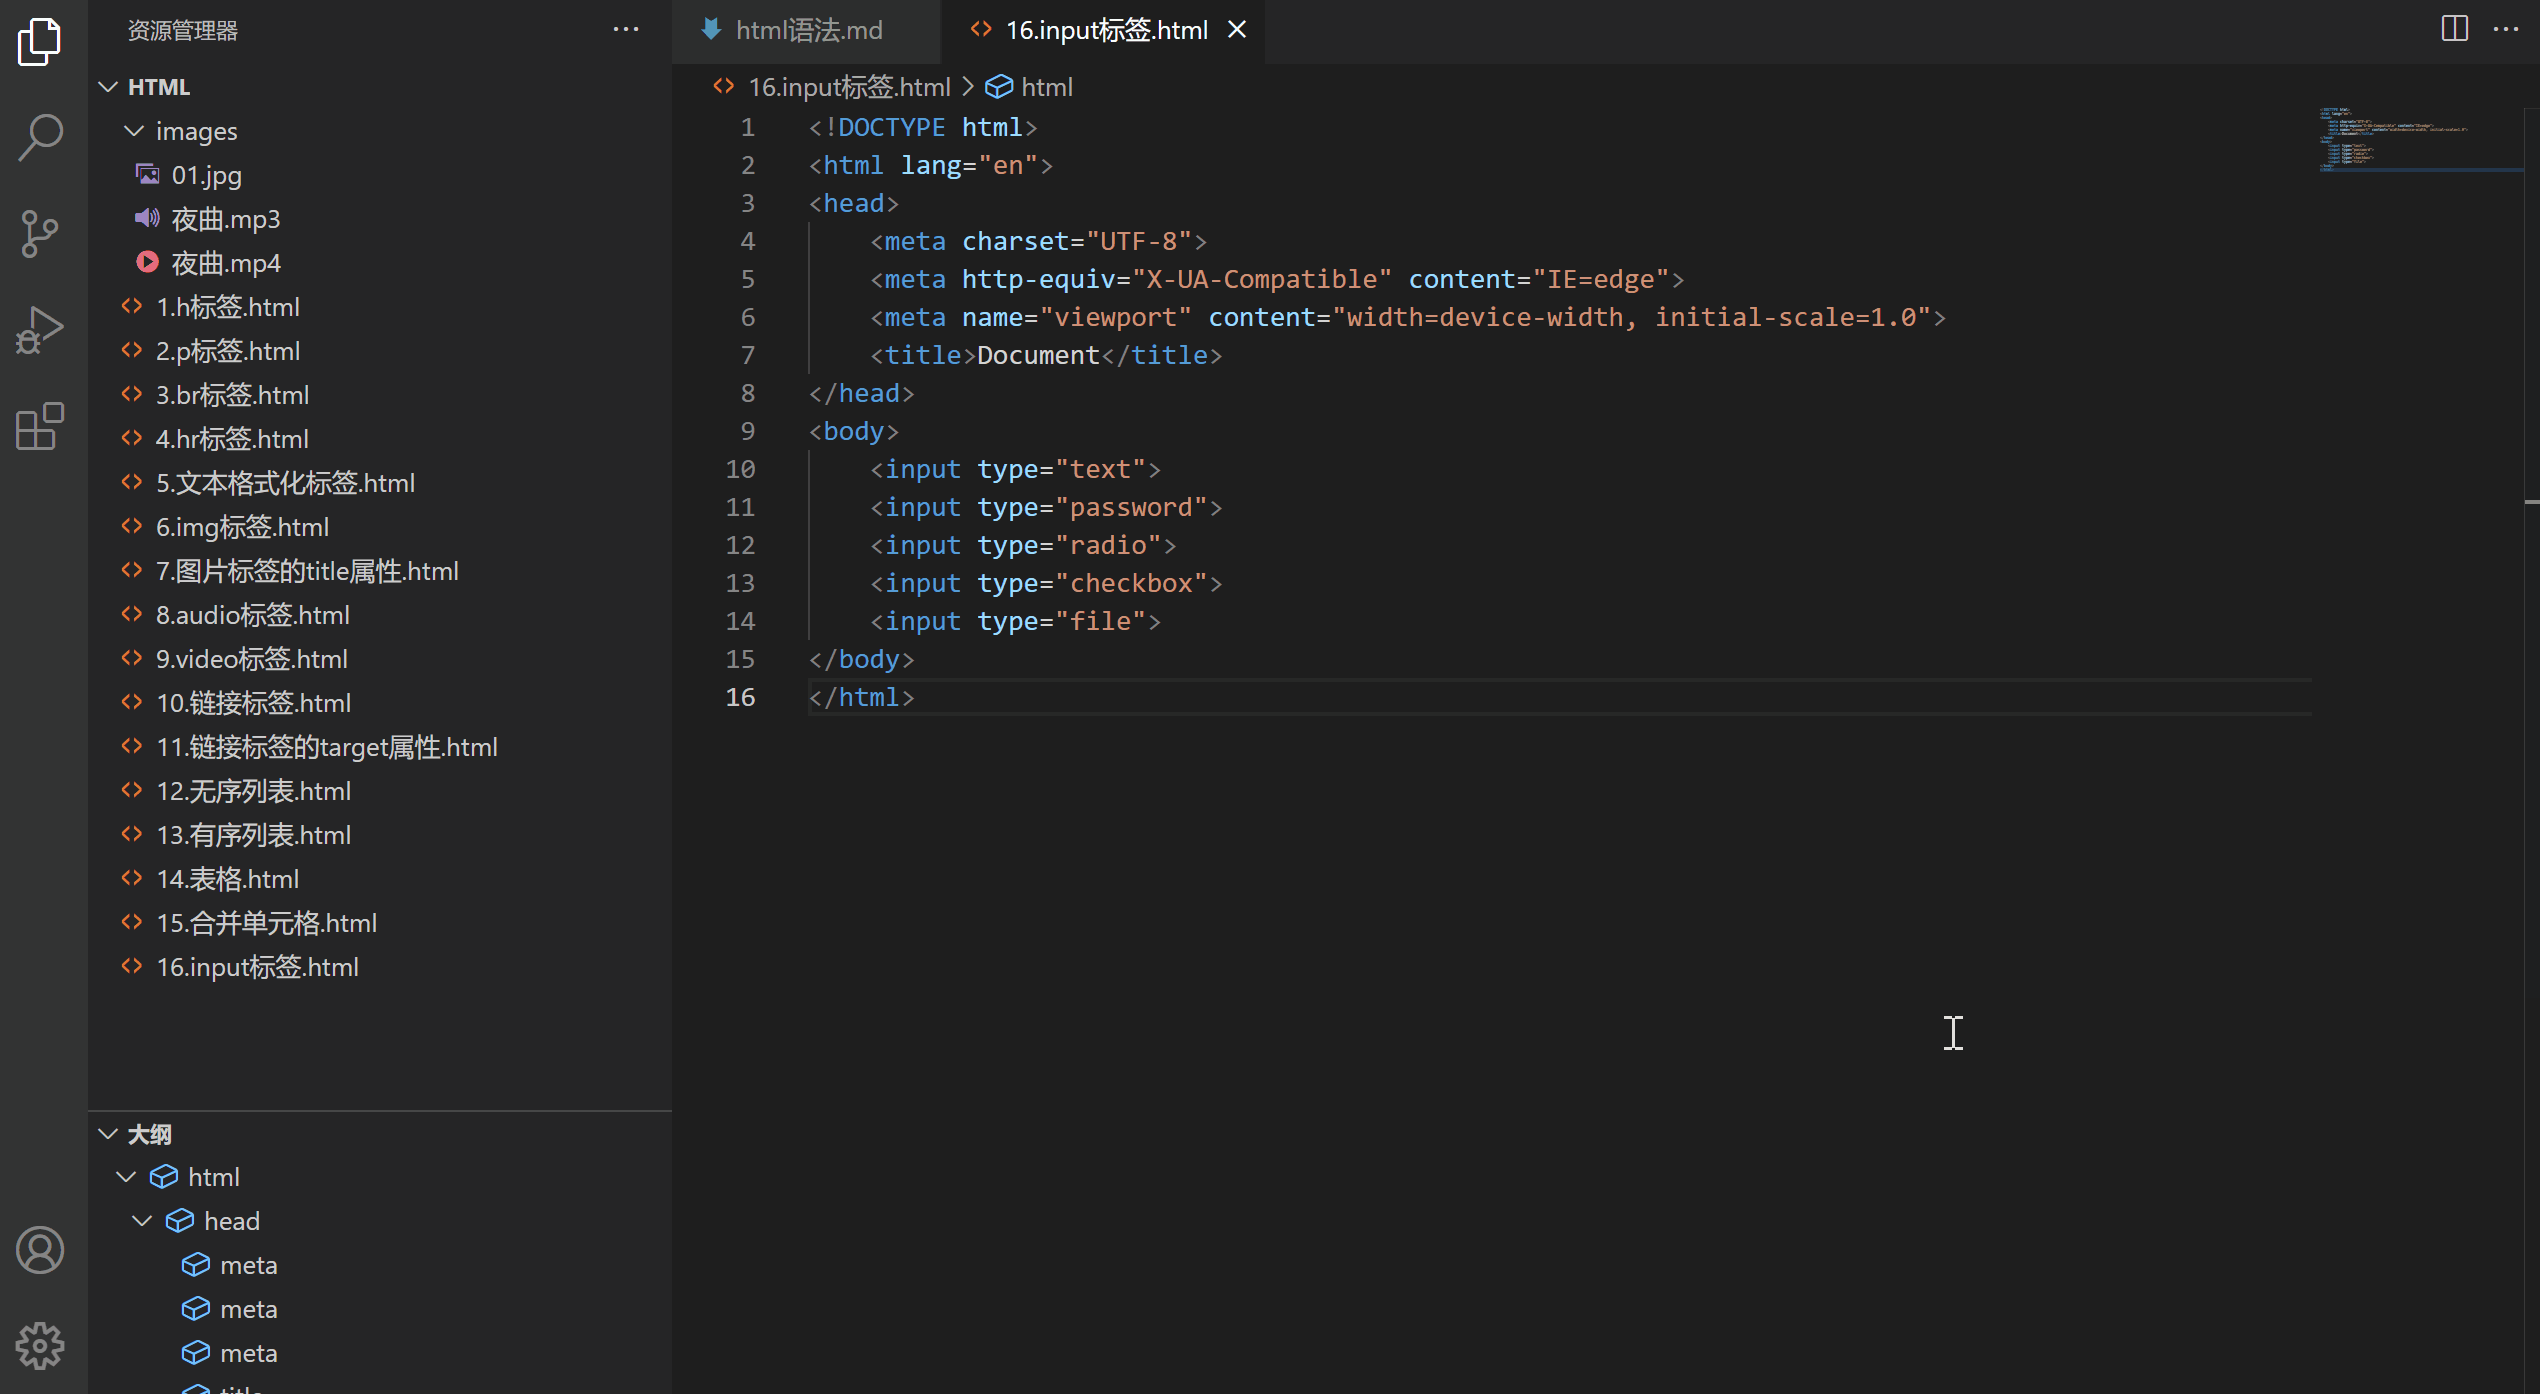 资源管理器
HTML
images
01.jpg
夜曲.mp3
夜曲.mp4
1.h标签.html
2.p标签.html
3.br标签.html
4.hr标签.html
5.文本格式化标签.html
6.img标签.html
7.图片标签的title属性.html
8.audio标签.html
9.video标签.html
10.链接标签.html
11.链接标签的target属性.html
12.无序列表.html
13.有序列表.html
14.表格.html
15.合并单元格.html
16.input标签.html
大纲
html
head
meta
meta
meta
title
html语法.md
16.input标签.html
16.input标签.html > html
1 <!DOCTYPE html>
2 <html lang="en">
3 <head>
4 <meta charset="UTF-8">
5 <meta http-equiv="X-UA-Compatible" content="IE=edge">
6 <meta name="viewport" content="width=device-width, initial-scale=1.0">
7 <title>Document</title>
8 </head>
9 <body>
10 <input type="text">
11 <input type="password">
12 <input type="radio">
13 <input type="checkbox">
14 <input type="file">
15 </body>
16 </html>